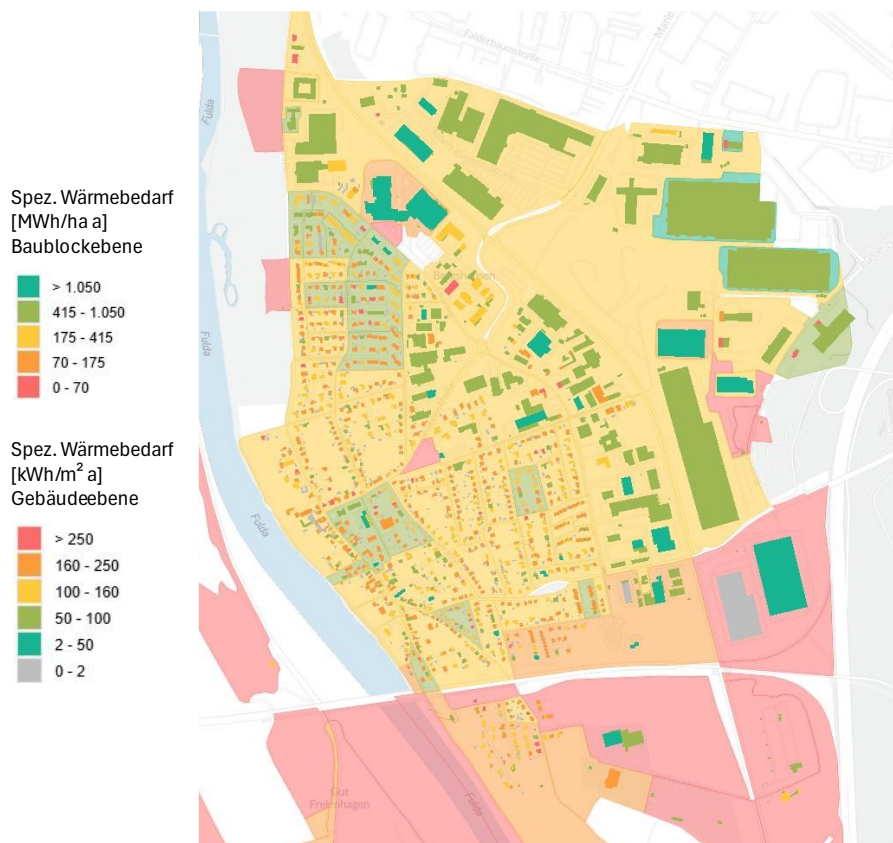 Spez. Wärmebedarf
[MWh/ha a]
Baublockebene
> 1.050
415 - 1.050
175 - 415
70 - 175
0 - 70
Spez. Wärmebedarf
[kWh/m² a]
Gebäudeebene
> 250
160 - 250
100 - 160
50 - 100
2 - 50
0 - 2
Falderbaumstraße
Fulda
Fulda
Fulda
Gut
Freienhagen
Fulda